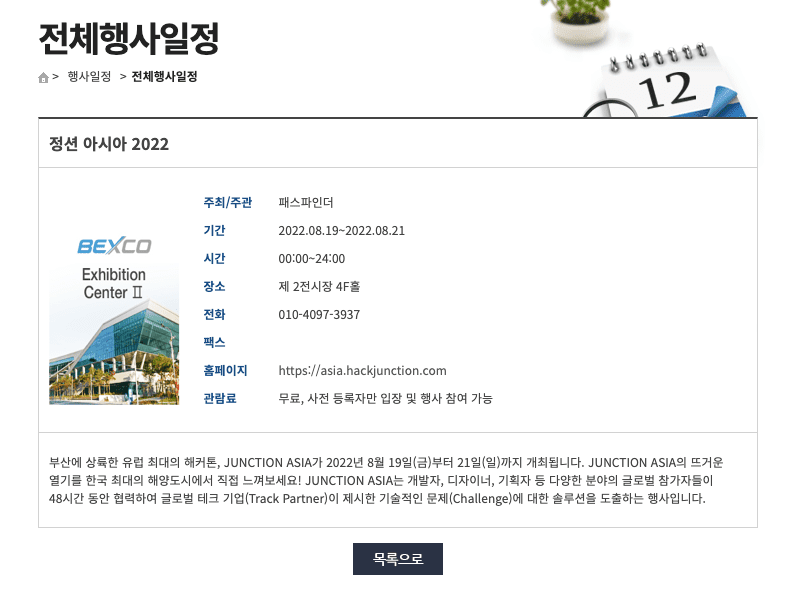 전체행사일정
> 행사일정 > 전체행사일정
12
정션 아시아 2022
BEXCO
Exhibition
Center Ⅱ
주최/주관 패스파인더
기간 2022.08.19~2022.08.21
시간 00:00~24:00
장소 제 2전시장 4F홀
전화 010-4097-3937
팩스
홈페이지 https://asia.hackjunction.com
관람료 무료, 사전 등록자만 입장 및 행사 참여 가능
부산에 상륙한 유럽 최대의 해커톤, JUNCTION ASIA가 2022년 8월 19일(금)부터 21일(일)까지 개최됩니다. JUNCTION ASIA의 뜨거운
열기를 한국 최대의 해양도시에서 직접 느껴보세요! JUNCTION ASIA는 개발자, 디자이너, 기획자 등 다양한 분야의 글로벌 참가자들이
48시간 동안 협력하여 글로벌 테크 기업(Track Partner)이 제시한 기술적인 문제(Challenge)에 대한 솔루션을 도출하는 행사입니다.
목록으로